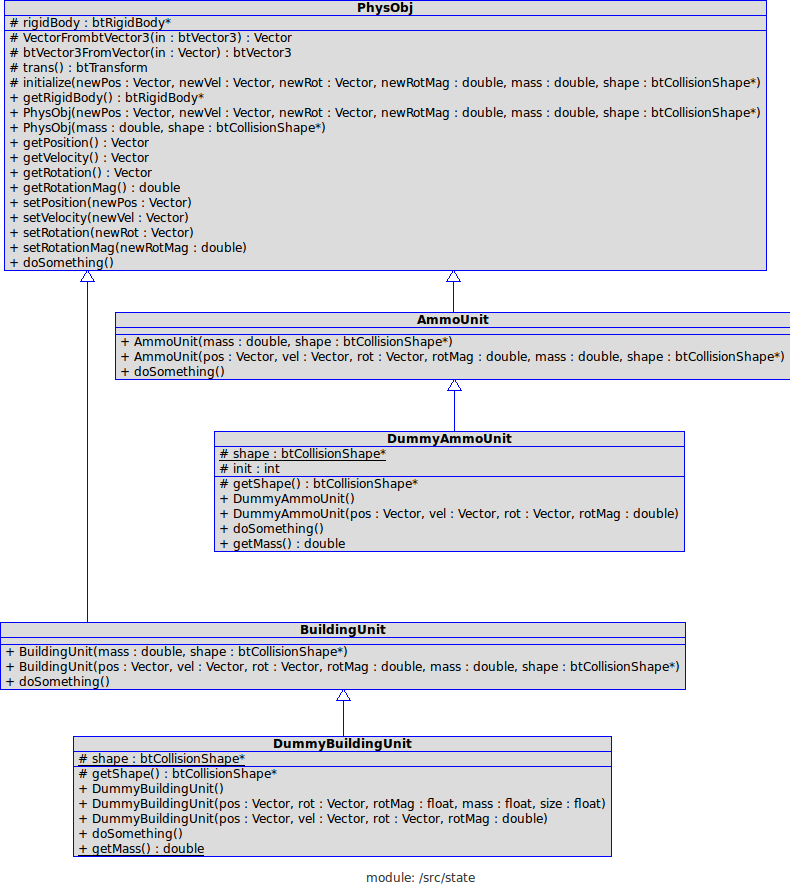 PhysObj
# rigidBody : btRigidBody*
# VectorFrombtVector3(in : btVector3) : Vector
# btVector3FromVector(in : Vector) : btVector3
# trans() : btTransform
# initialize(newPos : Vector, newVel : Vector, newRot : Vector, newRotMag : double, mass : double, shape : btCollisionShape*)
+ getRigidBody() : btRigidBody*
+ PhysObj(newPos : Vector, newVel : Vector, newRot : Vector, newRotMag : double, mass : double, shape : btCollisionShape*)
+ PhysObj(mass : double, shape : btCollisionShape*)
+ getPosition() : Vector
+ getVelocity() : Vector
+ getRotation() : Vector
+ getRotationMag() : double
+ setPosition(newPos : Vector)
+ setVelocity(newVel : Vector)
+ setRotation(newRot : Vector)
+ setRotationMag(newRotMag : double)
+ doSomething()
AmmoUnit
+ AmmoUnit(mass : double, shape : btCollisionShape*)
+ AmmoUnit(pos : Vector, vel : Vector, rot : Vector, rotMag : double, mass : double, shape : btCollisionShape*)
+ doSomething()
DummyAmmoUnit
# shape : btCollisionShape*
# init : int
# getShape() : btCollisionShape*
+ DummyAmmoUnit()
+ DummyAmmoUnit(pos : Vector, vel : Vector, rot : Vector, rotMag : double)
+ doSomething()
+ getMass() : double
BuildingUnit
+ BuildingUnit(mass : double, shape : btCollisionShape*)
+ BuildingUnit(pos : Vector, vel : Vector, rot : Vector, rotMag : double, mass : double, shape : btCollisionShape*)
+ doSomething()
DummyBuildingUnit
# shape : btCollisionShape*
# getShape() : btCollisionShape*
+ DummyBuildingUnit()
+ DummyBuildingUnit(pos : Vector, rot : Vector, rotMag : float, mass : float, size : float)
+ DummyBuildingUnit(pos : Vector, vel : Vector, rot : Vector, rotMag : double)
+ doSomething()
+ getMass() : double
module: /src/state